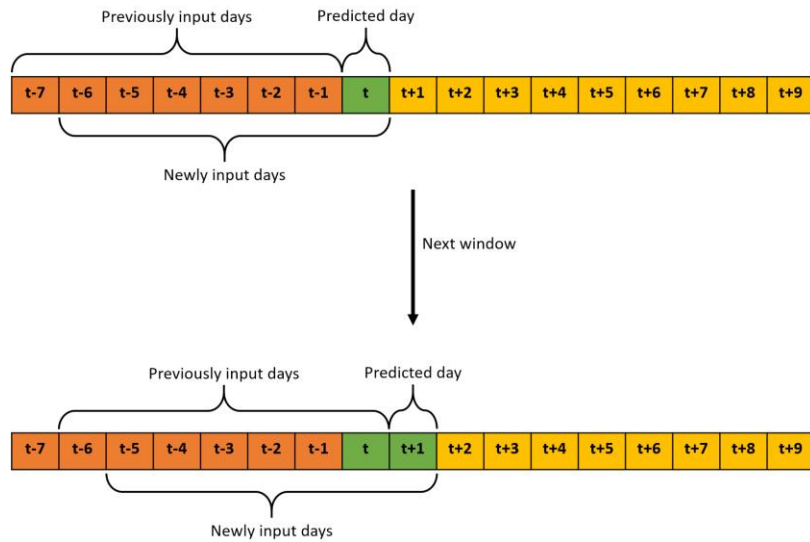 Previously input days Predicted day
t-7 t-6 t-5 t-4 t-3 t-2 t-1 t t+1 t+2 t+3 t+4 t+5 t+6 t+7 t+8 t+9
Newly input days
Next window
Previously input days Predicted day
t-7 t-6 t-5 t-4 t-3 t-2 t-1 t t+1 t+2 t+3 t+4 t+5 t+6 t+7 t+8 t+9
Newly input days